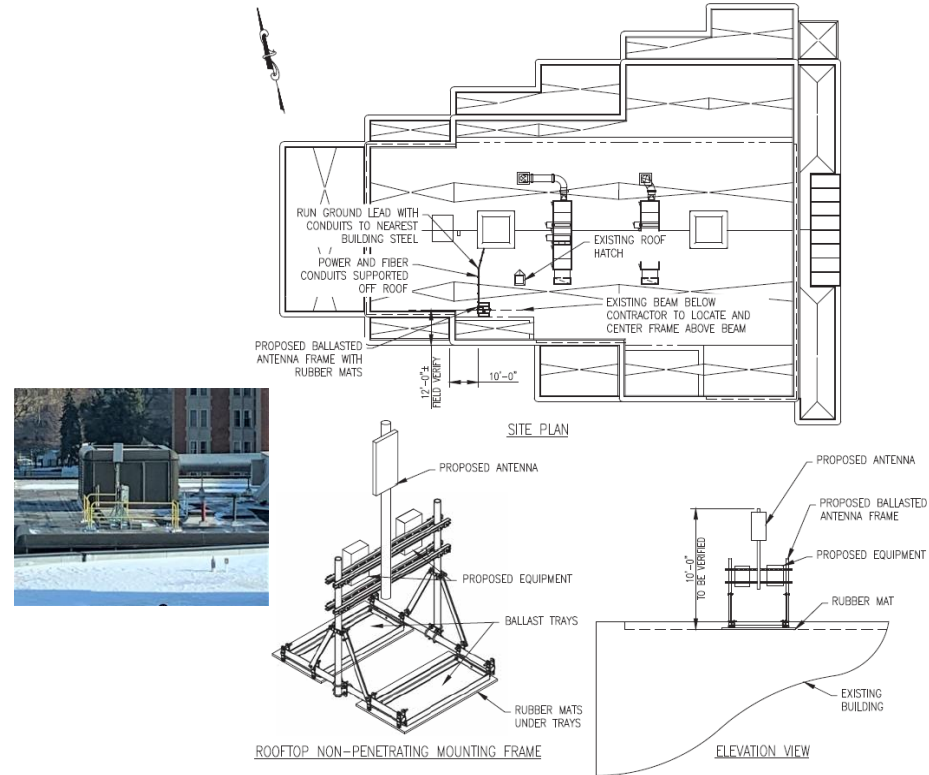 RUN GROUND LEAD WITH
CONDUITS TO NEAREST
BUILDING STEEL
POWER AND FIBER
CONDUITS SUPPORTED
OFF ROOF
EXISTING ROOF
HATCH
EXISTING BEAM BELOW
CONTRACTOR TO LOCATE AND
CENTER FRAME ABOVE BEAM
PROPOSED BALLASTED
ANTENNA FRAME WITH
RUBBER MATS
12'-0"±
FIELD VERIFY
10'-0"
SITE PLAN
PROPOSED ANTENNA
PROPOSED EQUIPMENT
BALLAST TRAYS
RUBBER MATS
UNDER TRAYS
ROOFTOP NON-PENETRATING MOUNTING FRAME
PROPOSED ANTENNA
PROPOSED BALLASTED
ANTENNA FRAME
PROPOSED EQUIPMENT
10'-0"
TO BE VERIFIED
RUBBER MAT
EXISTING
BUILDING
ELEVATION VIEW